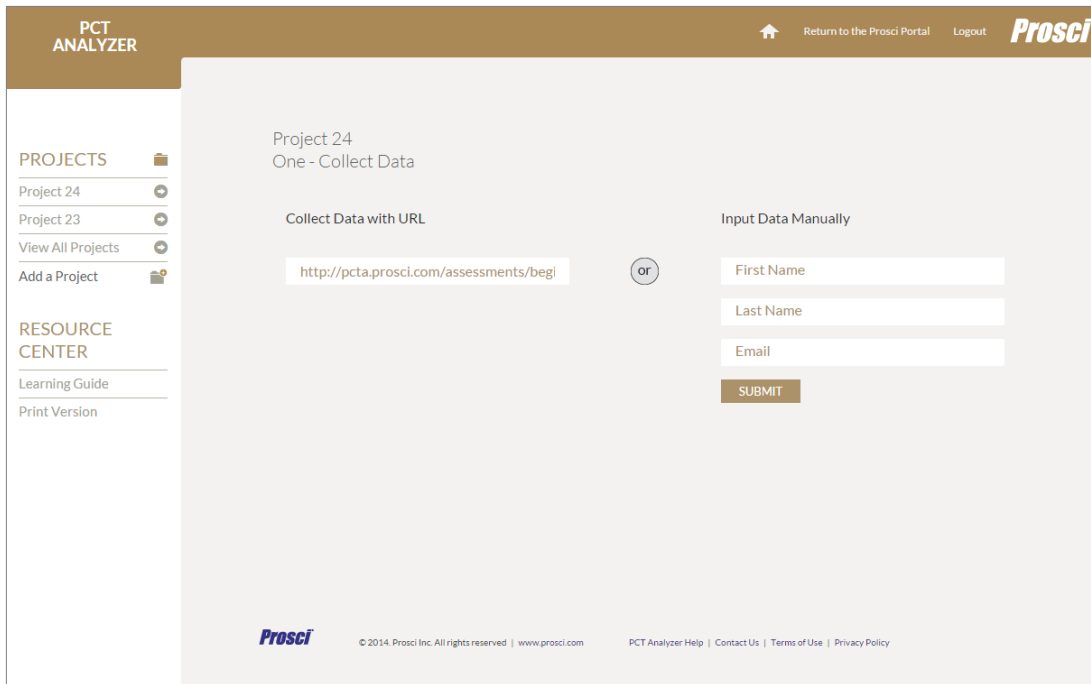 PCT
ANALYZER
Return to the Prosci Portal
Logout
Prosci
PROJECTS
Project 24
Project 23
View All Projects
Add a Project
RESOURCE
CENTER
Learning Guide
Print Version
Project 24
One - Collect Data
Collect Data with URL
http://pcta.prosci.com/assessments/begi
or
Input Data Manually
First Name
Last Name
Email
SUBMIT
Prosci
© 2014. Prosci Inc. All rights reserved | www.prosci.com
PCT Analyzer Help | Contact Us | Terms of Use | Privacy Policy